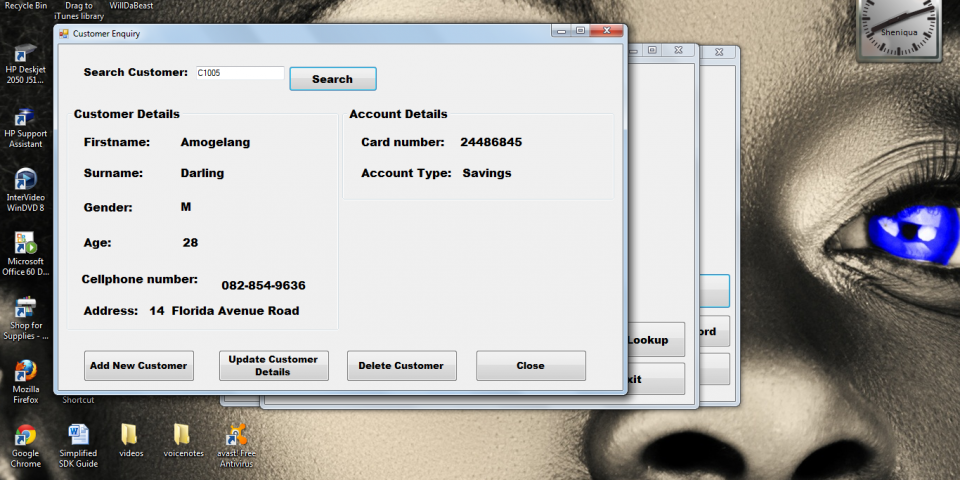 Recycle Bin
Drag to
iTunes library
WillDaBeast
HP Deskjet
2050 J51...
HP Support
Assistant
InterVideo
WinDVD 8
Microsoft
Office 60 D...
Shop for
Supplies - ...
Mozilla
Firefox
Shortcut
Google
Chrome
Simplified
SDK Guide
videos
voicenotes
avast! Free
Antivirus
Sheniqua
Customer Enquiry
Search Customer: C1005 Search
Customer Details
Firstname: Amogelang
Surname: Darling
Gender: M
Age: 28
Cellphone number: 082-854-9636
Address: 14 Florida Avenue Road
Account Details
Card number: 24486845
Account Type: Savings
Add New Customer
Update Customer
Details
Delete Customer
Close
Lookup
xit
ord